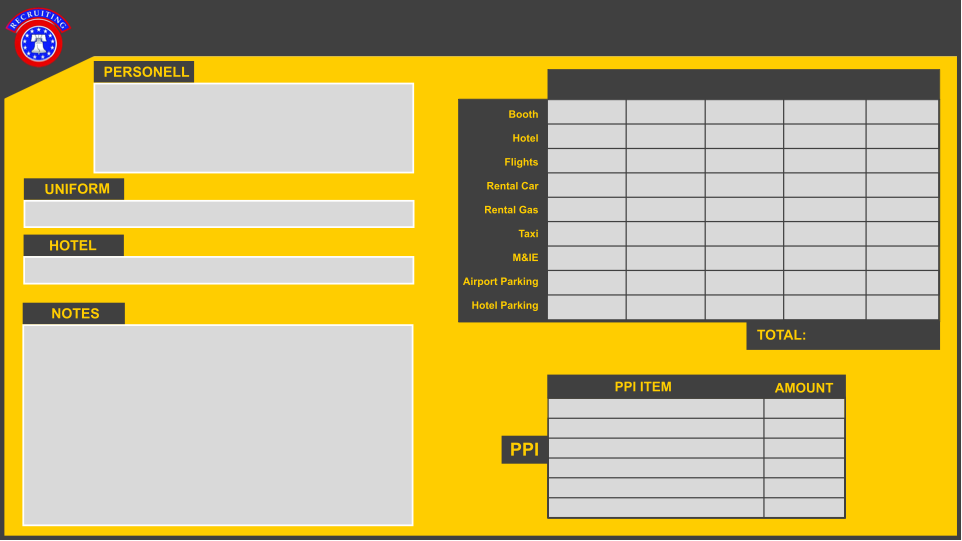 RECRUITING
PERSONELL
UNIFORM
HOTEL
NOTES
Booth
Hotel
Flights
Rental Car
Rental Gas
Taxi
M&IE
Airport Parking
Hotel Parking
TOTAL:
PPI ITEM AMOUNT
PPI